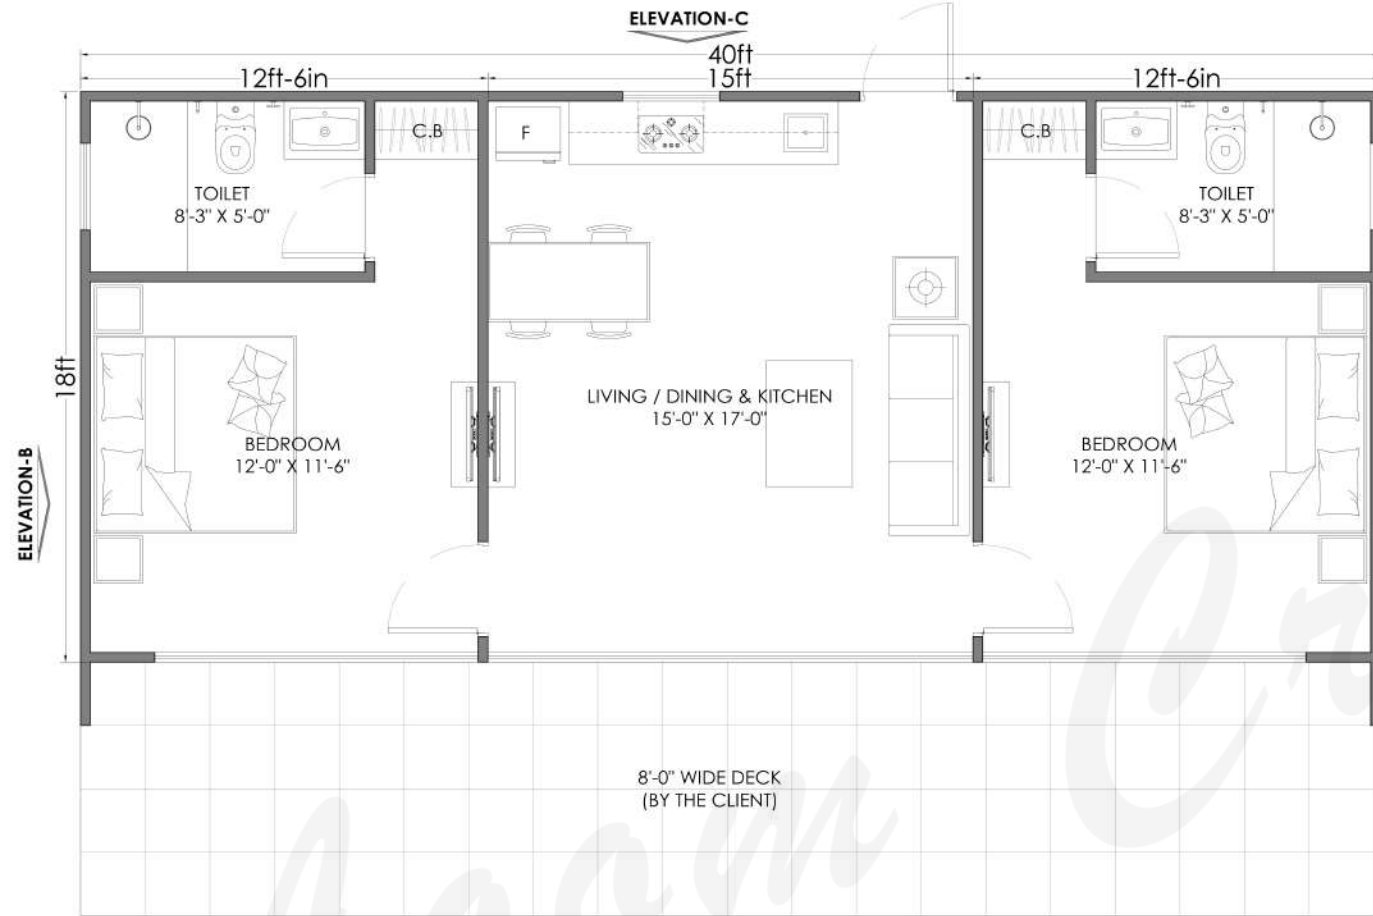 ELEVATION-C
40ft
12ft-6in
15ft
12ft-6in
C.B
F
C.B
TOILET
8'-3" X 5'-0"
TOILET
8'-3" X 5'-0"
18ft
LIVING / DINING & KITCHEN
15'-0" X 17'-0"
BEDROOM
12'-0" X 11'-6"
BEDROOM
12'-0" X 11'-6"
ELEVATION-B
8'-0" WIDE DECK
(BY THE CLIENT)